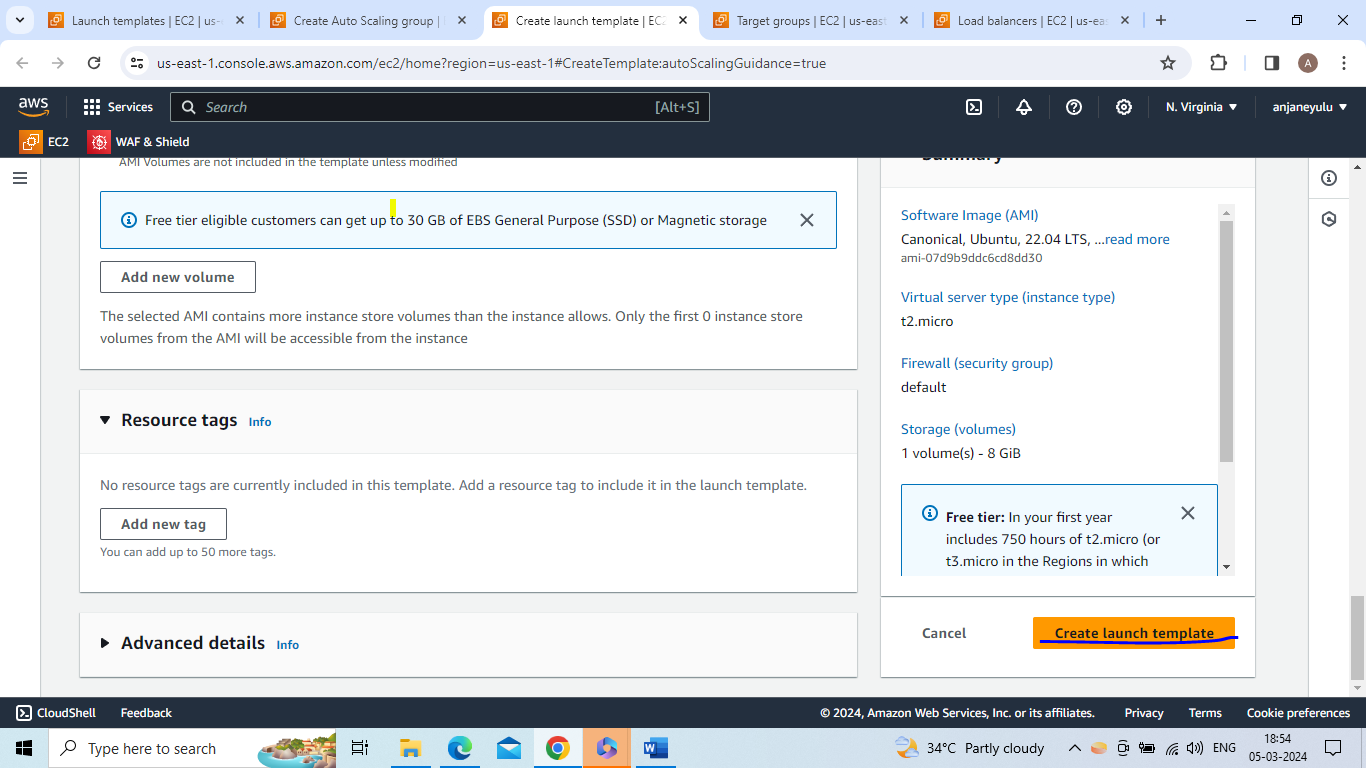 Launch templates | EC2 | us-e
Create Auto Scaling group |
Create launch template | EC2
Target groups | EC2 | us-east
Load balancers | EC2 | us-eas
us-east-1.console.aws.amazon.com/ec2/home?region=us-east-1#CreateTemplate:autoScalingGuidance=true
A
aws
Services
Search
[Alt+S]
N. Virginia
anjaneyulu
EC2
WAF & Shield
AMI Volumes are not included in the template unless modified
Free tier eligible customers can get up to 30 GB of EBS General Purpose (SSD) or Magnetic storage
Add new volume
The selected AMI contains more instance store volumes than the instance allows. Only the first 0 instance store
volumes from the AMI will be accessible from the instance
Resource tags Info
No resource tags are currently included in this template. Add a resource tag to include it in the launch template.
Add new tag
You can add up to 50 more tags.
Advanced details Info
Summary
Software Image (AMI)
Canonical, Ubuntu, 22.04 LTS, ...read more
ami-07d9b9ddc6cd8dd30
Virtual server type (instance type)
t2.micro
Firewall (security group)
default
Storage (volumes)
1 volume(s) - 8 GiB
Free tier: In your first year
includes 750 hours of t2.micro (or
t3.micro in the Regions in which
Cancel
Create launch template
CloudShell
Feedback
© 2024, Amazon Web Services, Inc. or its affiliates.
Privacy
Terms
Cookie preferences
Type here to search
34°C Partly cloudy
ENG
18:54
05-03-2024